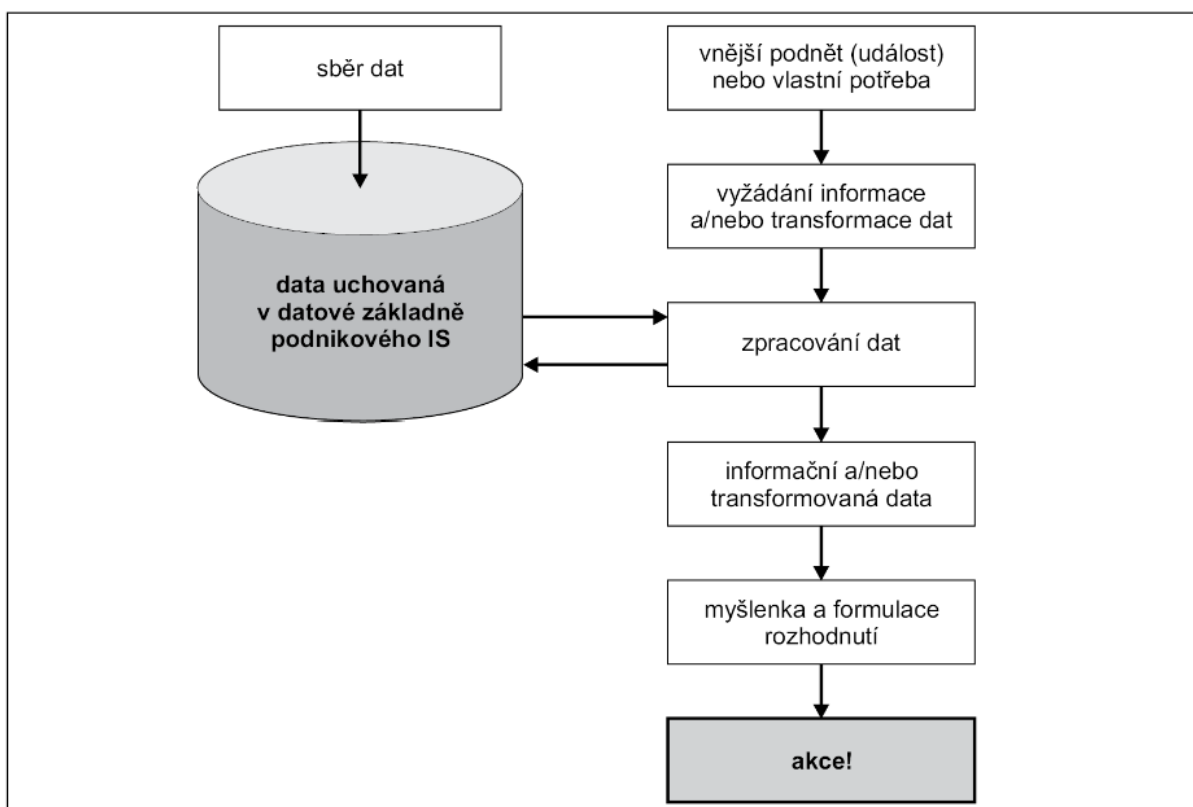 sběr dat
data uchovaná
v datové základně
podnikového IS
vnější podnět (událost)
nebo vlastní potřeba
vyžádání informace
a/nebo transformace dat
zpracování dat
informační a/nebo
transformovaná data
myšlenka a formulace
rozhodnutí
akce!